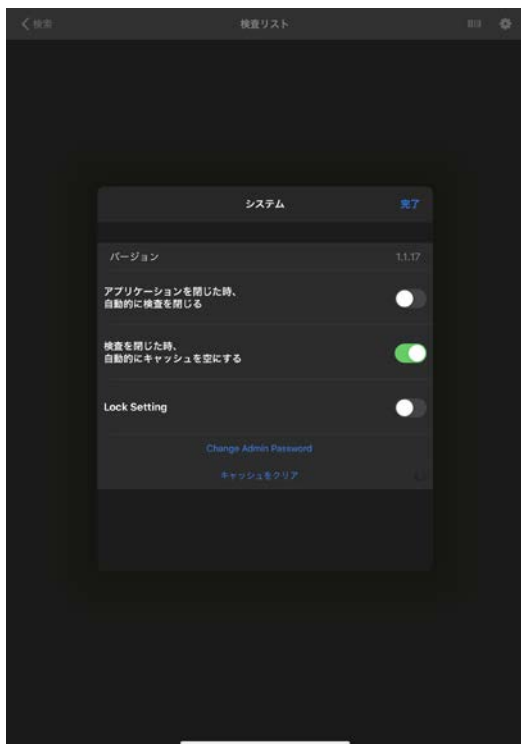 検索
検査リスト
システム
完了
バージョン
1.1.17
アプリケーションを閉じた時、
自動的に検査を閉じる
検査を閉じた時、
自動的にキャッシュを空にする
Lock Setting
Change Admin Password
キャッシュをクリア